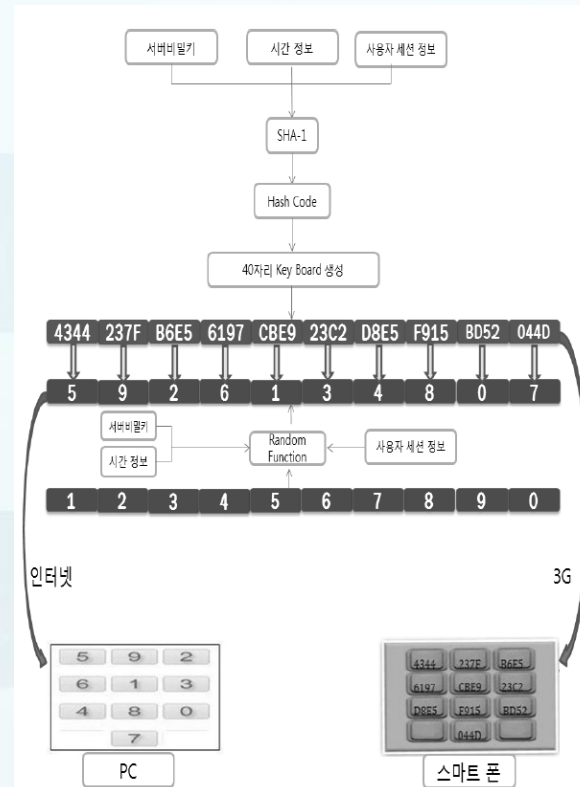 서버비밀키 시간 정보 사용자 세션 정보
SHA-1
Hash Code
40자리 Key Board 생성
4344 237F B6E5 6197 CBE9 23C2 D8E5 F915 BD52 044D
5 9 2 6 1 3 4 8 0 7
서버비밀키
시간 정보
Random
Function
사용자 세션 정보
1 2 3 4 5 6 7 8 9 0
인터넷 3G
5 9 2
6 1 3
4 8 0
7
4344 237F B6E5
6197 CBE9 23C2
D8E5 F915 BD52
044D
PC 스마트 폰